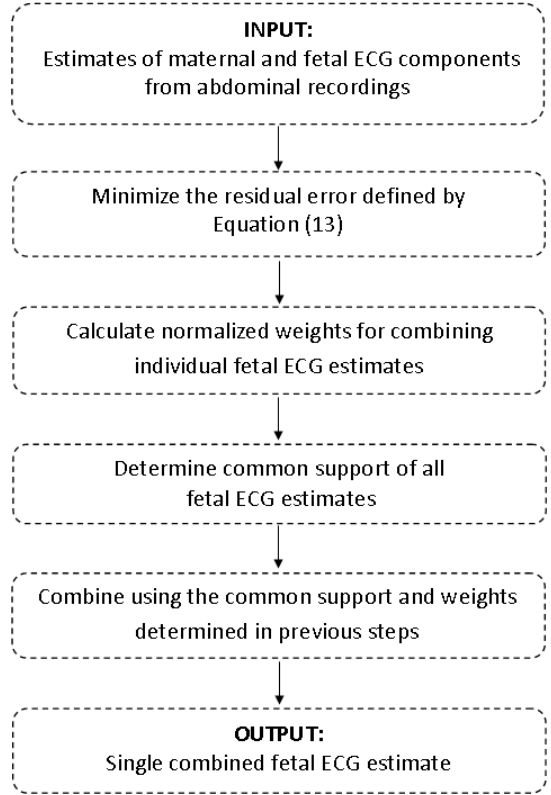 INPUT:
Estimates of maternal and fetal ECG components
from abdominal recordings
Minimize the residual error defined by
Equation (13)
Calculate normalized weights for combining
individual fetal ECG estimates
Determine common support of all
fetal ECG estimates
Combine using the common support and weights
determined in previous steps
OUTPUT:
Single combined fetal ECG estimate